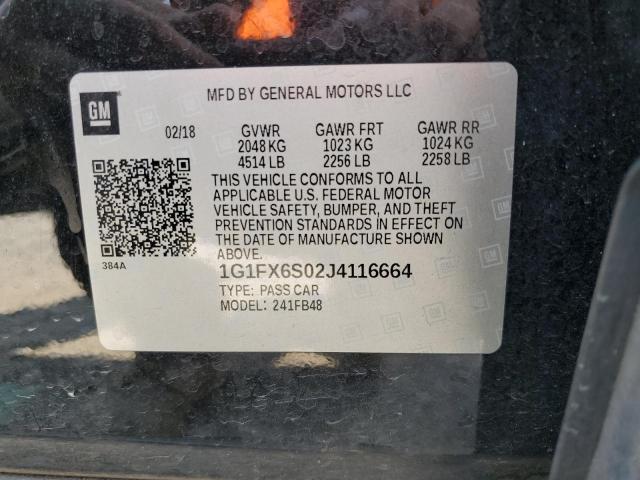 GM
MFD BY GENERAL MOTORS LLC
02/18 GVWR GAWR FRT GAWR RR
2048 KG 1023 KG 1024 KG
4514 LB 2256 LB 2258 LB
THIS VEHICLE CONFORMS TO ALL
APPLICABLE U.S. FEDERAL MOTOR
VEHICLE SAFETY, BUMPER, AND THEFT
PREVENTION STANDARDS IN EFFECT ON
THE DATE OF MANUFACTURE SHOWN
ABOVE.
384A
1G1FX6S02J4116664
TYPE: PASS CAR
MODEL: 241FB48